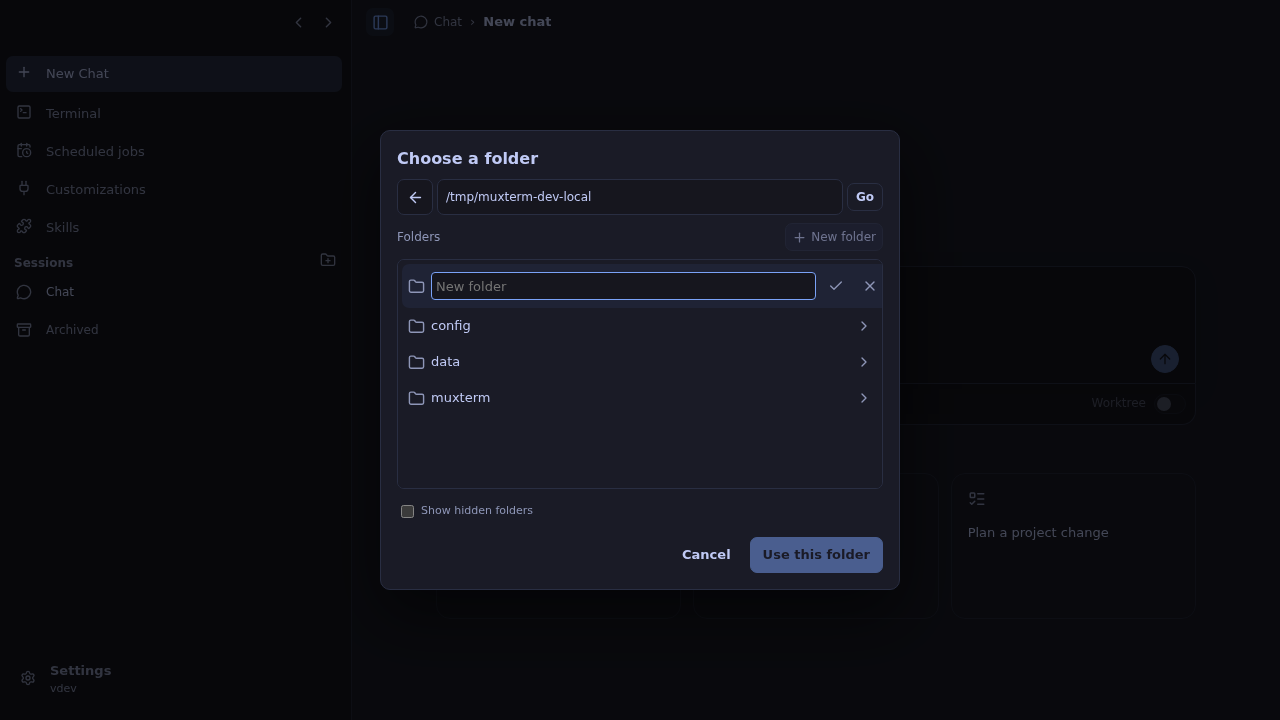 Chat › New chat
New Chat
Terminal
Scheduled jobs
Customizations
Skills
Sessions
Chat
Archived
Settings
vdev
Choose a folder
/tmp/muxterm-dev-local
Go
Folders
New folder
New folder
config
data
muxterm
Show hidden folders
Cancel
Use this folder
Worktree
Plan a project change